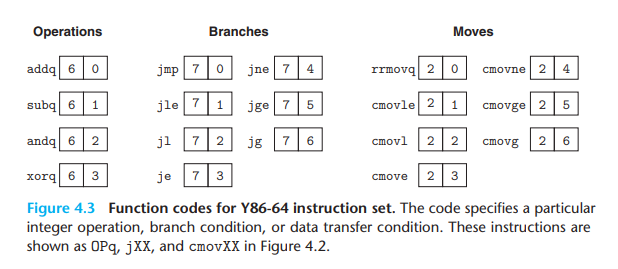 Operations Branches Moves
addq 6 0 jmp 7 0 jne 7 4 rrmovq 2 0 cmovne 2 4
subq 6 1 jle 7 1 jge 7 5 cmovle 2 1 cmovge 2 5
andq 6 2 jl 7 2 jg 7 6 cmovl 2 2 cmovg 2 6
xorq 6 3 je 7 3 cmove 2 3
Figure 4.3 Function codes for Y86-64 instruction set. The code specifies a particular
integer operation, branch condition, or data transfer condition. These instructions are
shown as OPq, jXX, and cmovXX in Figure 4.2.